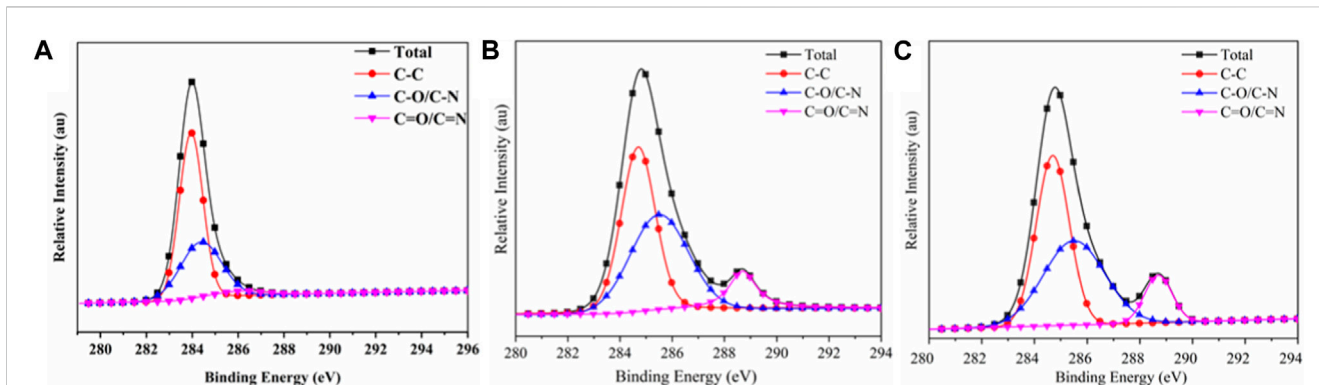 A
Total
C-C
C-O/C-N
C=O/C=N
Relative Intensity (au)
280 282 284 286 288 290 292 294 296
Binding Energy (eV)
B
Total
C-C
C-O/C-N
C=O/C=N
Relative Intensity (au)
280 282 284 286 288 290 292 294
Binding Energy (eV)
C
Total
C-C
C-O/C-N
C=O/C=N
Relative Intensity (au)
280 282 284 286 288 290 292 294
Binding Energy (eV)